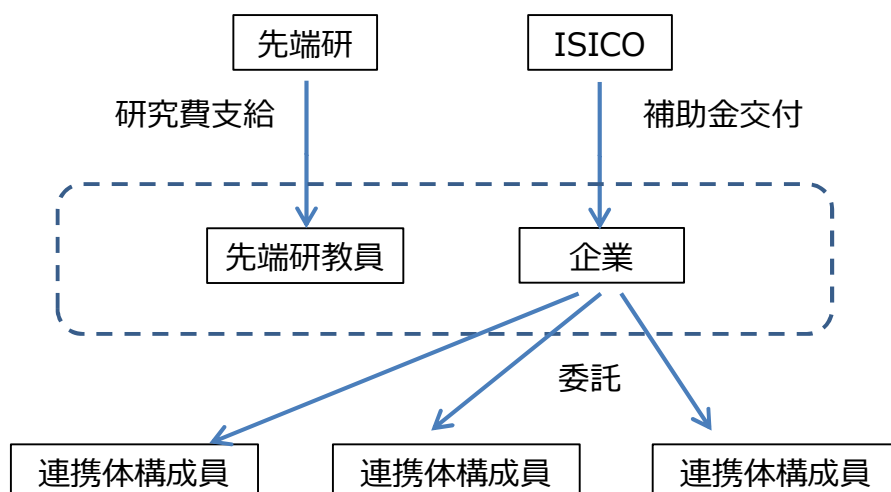 先端研
ISICO
研究費支給
補助金交付
先端研教員
企業
委託
連携体構成員
連携体構成員
連携体構成員